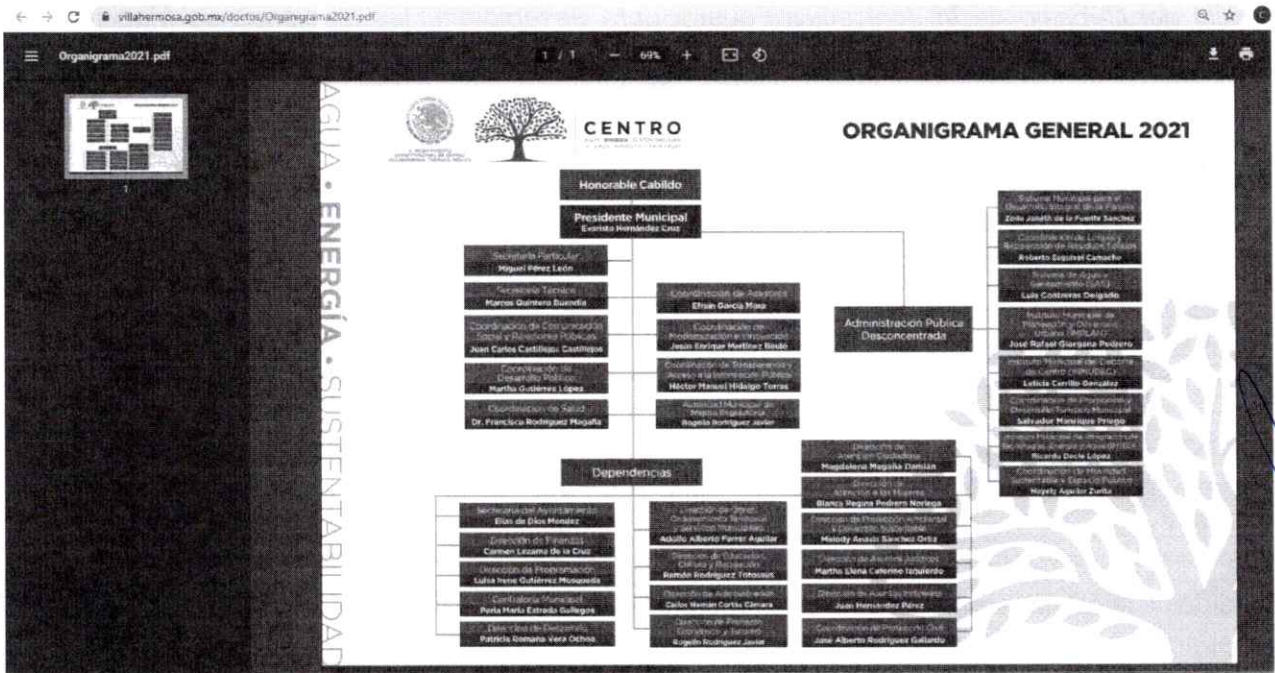 villahermosa.gob.mx/doctos/Organigrama2021.pdf
Organigrama2021.pdf
1 / 1
69%
1
AGUA • ENERGÍA • SUSTENTABILIDAD
CENTRO
ORGANIGRAMA GENERAL 2021
Honorable Cabildo
Presidente Municipal
Evaristo Hernández Cruz
Secretaría Particular
Miguel Pérez León
Secretaría Técnica
Marcos Quintero Buendía
Coordinación de Comunicación
Social y Relaciones Públicas
Juan Carlos Castillejos Castillejos
Coordinación de
Desarrollo Político
Martha Gutiérrez López
Coordinación de Salud
Dr. Francisco Rodríguez Magaña
Coordinación de Asesores
Efraín García Mora
Coordinación de
Modernización e Innovación
Jesús Enrique Martínez Beuló
Coordinación de Transparencia y
Acceso a la Información Pública
Héctor Manuel Hidalgo Torres
Autoridad Municipal de
Mejora Regulatoria
Rogelio Rodríguez Javier
Administración Pública
Desconcentrada
Sistema Municipal para el
Desarrollo Integral de la Familia
Zoila Janeth de la Fuente Sánchez
Coordinación de Limpia y
Recolección de Residuos Sólidos
Roberto Esquivel Camacho
Sistema de Agua y
Saneamiento (SAS)
Luis Contreras Delgado
Instituto Municipal de
Planeación y Desarrollo
Urbano (IMPLAN)
José Rafael Giorgana Pedrero
Instituto Municipal del Deporte
de Centro (INMUDEC)
Leticia Carrillo González
Coordinación de Promoción y
Desarrollo Turístico Municipal
Salvador Manrique Priego
Instituto Municipal de Integración de
Tecnologías, Energía y Agua
Ricardo Decle López
Coordinación de Movilidad
Sustentable y Espacio Público
Nayely Aguilar Zurita
Dependencias
Secretaría del Ayuntamiento
Elías de Dios Mendez
Dirección de Finanzas
Carmen Lezama de la Cruz
Dirección de Programación
Luisa Irene Gutiérrez Mosqueda
Contraloría Municipal
Perla María Estrada Gallegos
Dirección de Desarrollo
Patricia Romana Vera Ochoa
Dirección de Obras,
Ordenamiento Territorial
y Servicios Municipales
Adolfo Alberto Ferrer Aguilar
Dirección de Educación,
Cultura y Recreación
Ramón Rodríguez Totosaus
Dirección de Administración
Carlos Hernán Cortés Cámara
Dirección de Fomento
Económico y Turismo
Rogelio Rodríguez Javier
Dirección de
Atención Ciudadana
Magdalena Magaña Damián
Dirección de
Atención a las Mujeres
Blanca Regina Pedrero Noriega
Dirección de Protección Ambiental
y Desarrollo Sustentable
Melody Anaais Sánchez Ortiz
Dirección de Asuntos Jurídicos
Martha Elena Ceferino Izquierdo
Dirección de Asuntos Indígenas
Juan Hernández Pérez
Coordinación de Protección Civil
José Alberto Rodríguez Gallardo